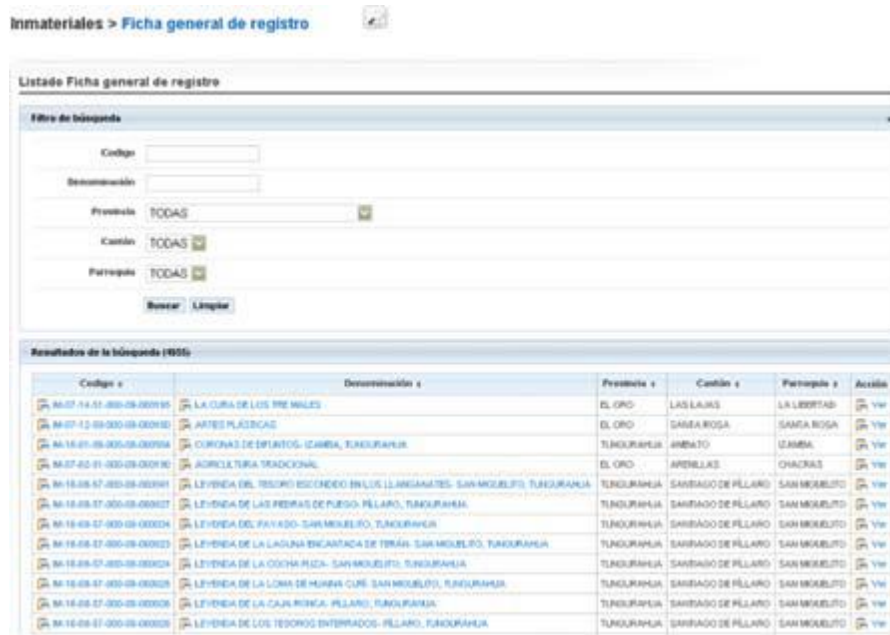 Inmateriales > Ficha general de registro
Listado Ficha general de registro
Filtro de búsqueda
Codigo
Denominación
Provincia TODAS
Cantón TODAS
Parroquia TODAS
Buscar Limpiar
Resultados de la búsqueda
Codigo Denominación Provincia Cantón Parroquia Acción
LA CURA DE LOS TRE MALES EL ORO LAS LAJAS LA LIBERTAD Ver
ARTES PLÁSTICAS EL ORO SANTA ROSA SANTA ROSA Ver
CORONAS DE DIFUNTOS- IZAMBA, TUNGURAHUA TUNGURAHUA AMBATO IZAMBA Ver
AGRICULTURA TRADICIONAL EL ORO ARENILLAS CHACRAS Ver
LEYENDA DEL TESORO ESCONDIDO EN LOS LLANGANATES- SAN MIGUELITO, TUNGURAHUA TUNGURAHUA SANTIAGO DE PÍLLARO SAN MIGUELITO Ver
LEYENDA DE LAS PIEDRAS DE FUEGO- PÍLLARO, TUNGURAHUA TUNGURAHUA SANTIAGO DE PÍLLARO SAN MIGUELITO Ver
LEYENDA DEL PAYADO- SAN MIGUELITO, TUNGURAHUA TUNGURAHUA SANTIAGO DE PÍLLARO SAN MIGUELITO Ver
LEYENDA DE LA LAGUNA ENCANTADA DE TERÁN- SAN MIGUELITO, TUNGURAHUA TUNGURAHUA SANTIAGO DE PÍLLARO SAN MIGUELITO Ver
LEYENDA DE LA COCHA SAN MIGUELITO, TUNGURAHUA TUNGURAHUA SANTIAGO DE PÍLLARO SAN MIGUELITO Ver
LEYENDA DE LA LOMA DE HUAINA CURÍ- SAN MIGUELITO, TUNGURAHUA TUNGURAHUA SANTIAGO DE PÍLLARO SAN MIGUELITO Ver
LEYENDA DE LA CAJA RONCA- PÍLLARO, TUNGURAHUA TUNGURAHUA SANTIAGO DE PÍLLARO SAN MIGUELITO Ver
LEYENDA DE LOS TESOROS ENTERRADOS- PÍLLARO, TUNGURAHUA TUNGURAHUA SANTIAGO DE PÍLLARO SAN MIGUELITO Ver